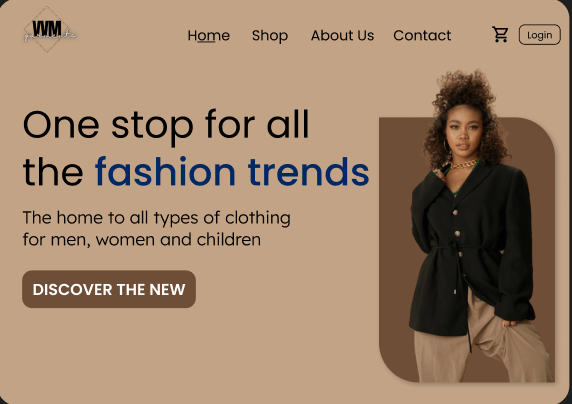 WM
Home Shop About Us Contact Login
One stop for all
the fashion trends
The home to all types of clothing
for men, women and children
DISCOVER THE NEW